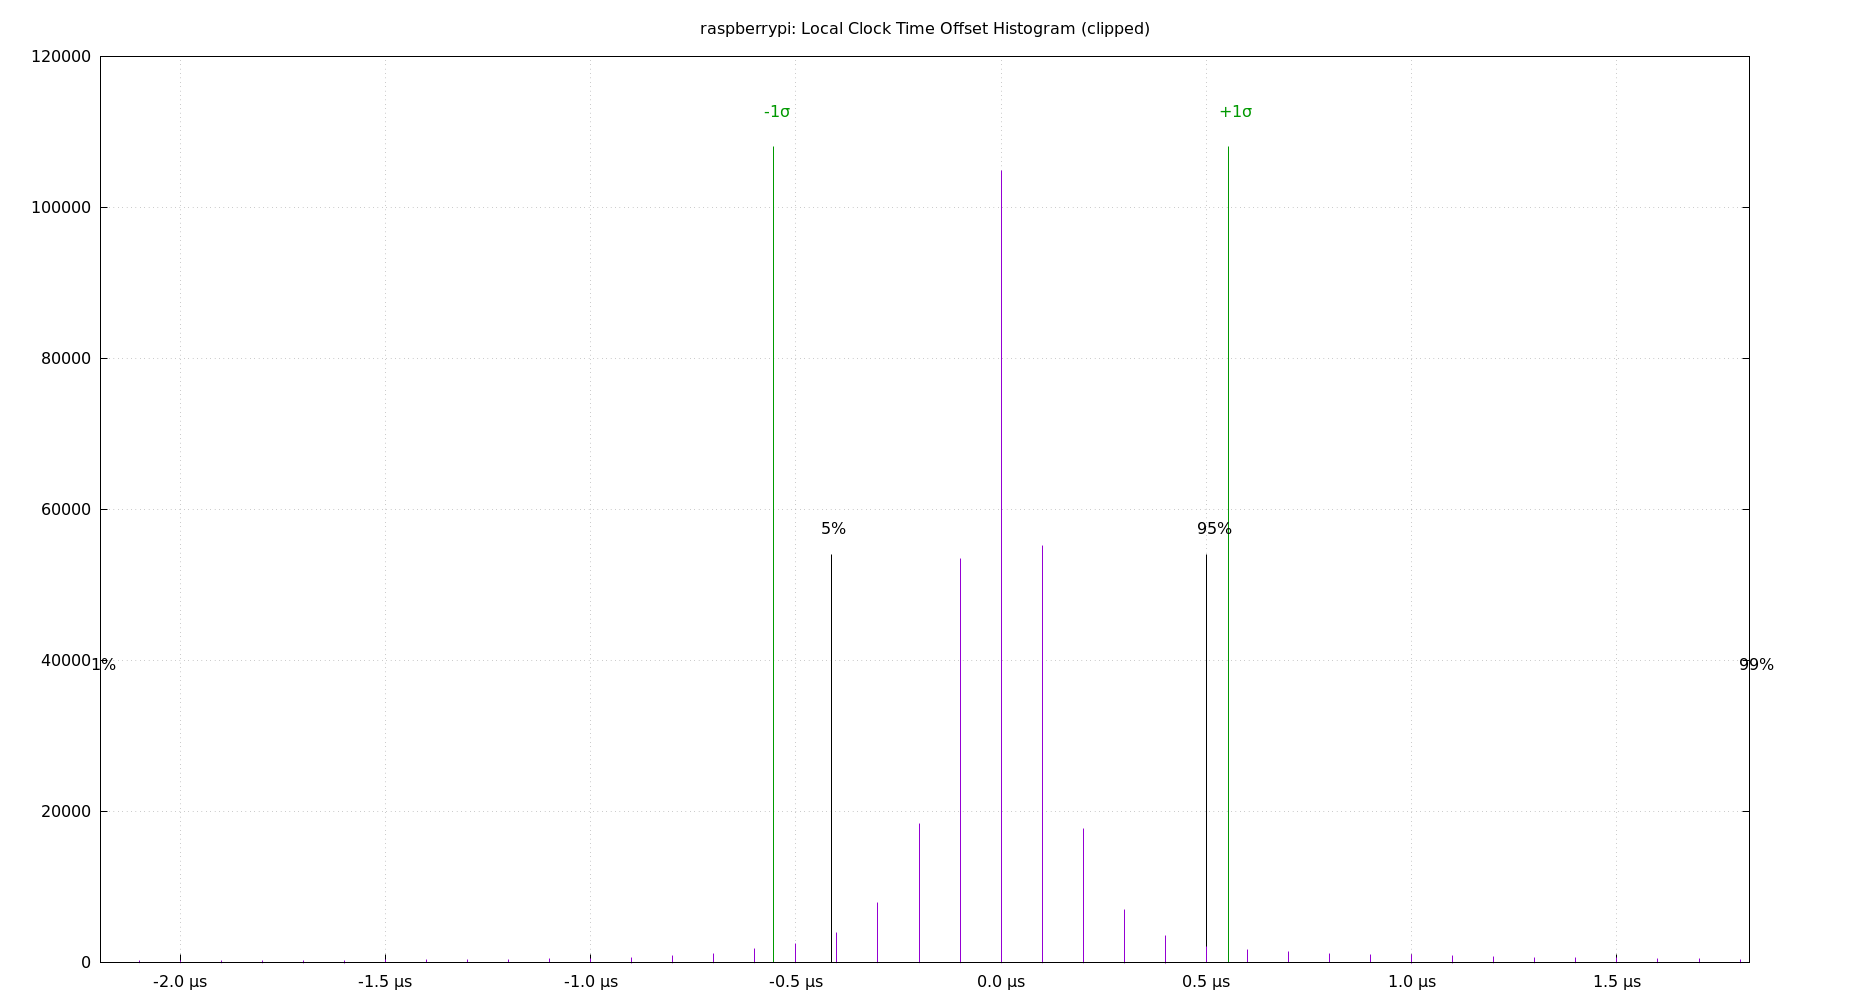 raspberrypi: Local Clock Time Offset Histogram (clipped)
120000
-1σ
+1σ
100000
80000
60000
5%
95%
40000
1%
99%
20000
0
-2.0 µs
-1.5 µs
-1.0 µs
-0.5 µs
0.0 µs
0.5 µs
1.0 µs
1.5 µs